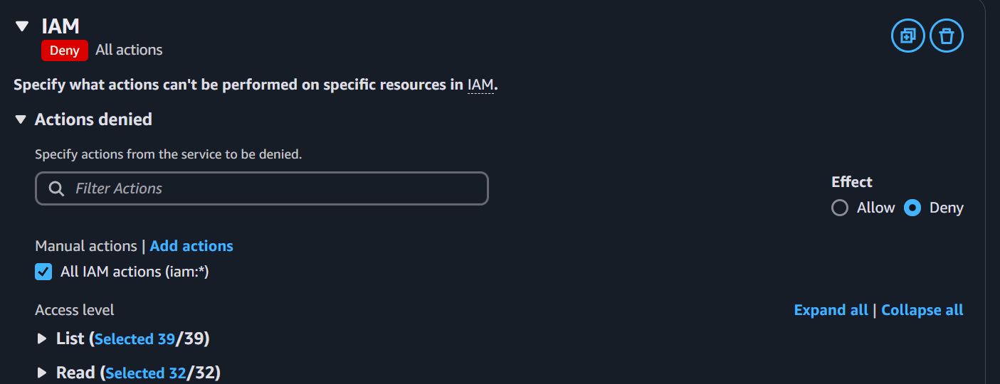 IAM
Deny All actions
Specify what actions can't be performed on specific resources in IAM.
Actions denied
Specify actions from the service to be denied.
Filter Actions
Effect
Allow Deny
Manual actions | Add actions
All IAM actions (iam:*)
Access level Expand all | Collapse all
List (Selected 39/39)
Read (Selected 32/32)